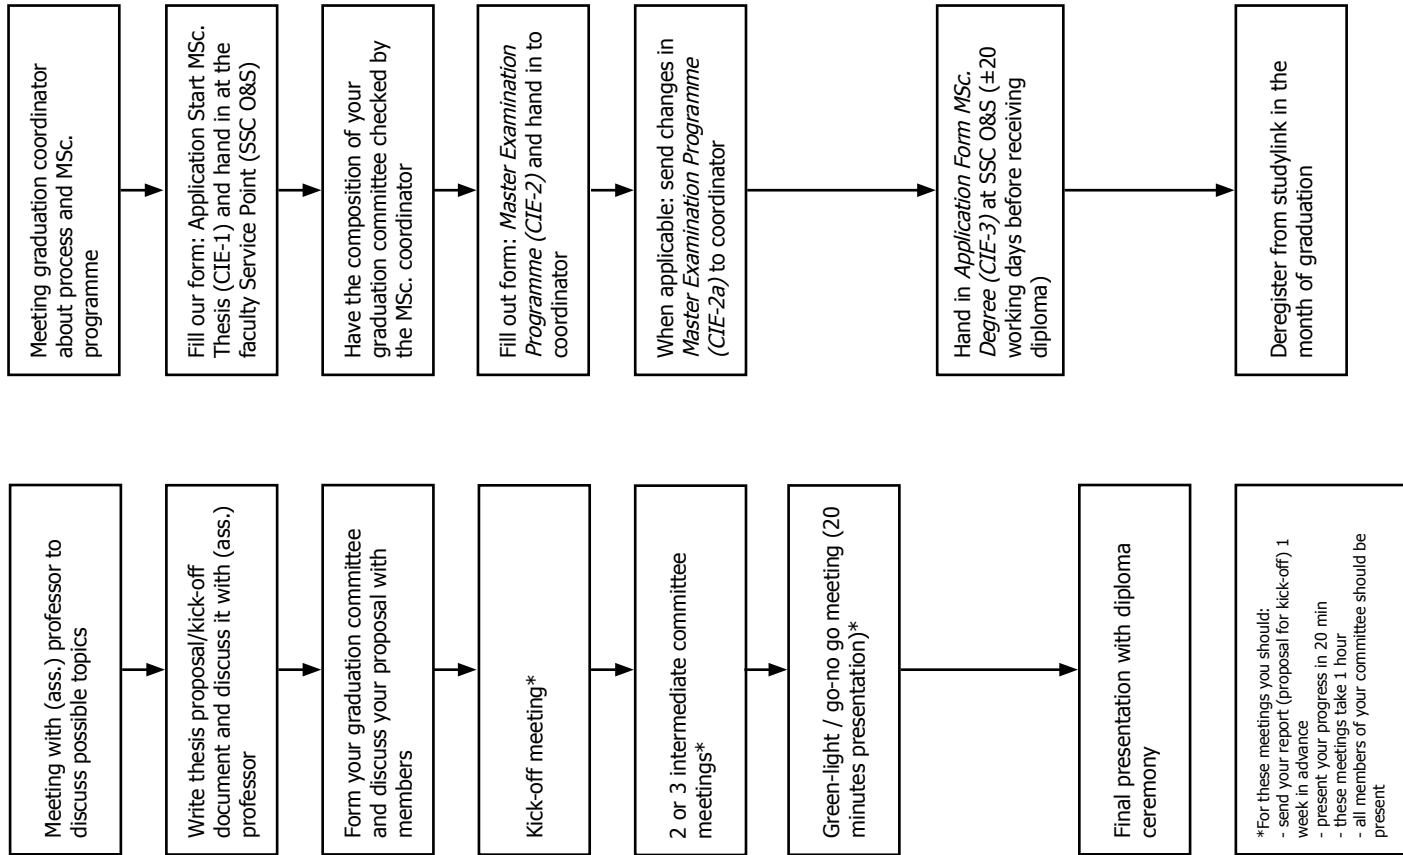 Meeting with (ass.) professor to
discuss possible topics
Write thesis proposal/kick-off
document and discuss it with (ass.)
professor
Form your graduation committee
and discuss your proposal with
members
Kick-off meeting*
2 or 3 intermediate committee
meetings*
Green-light / go-no go meeting (20
minutes presentation)*
Final presentation with diploma
ceremony
*For these meetings you should:
- send your report (proposal for kick-off) 1
week in advance
- present your progress in 20 min
- these meetings take 1 hour
- all members of your committee should be
present
Meeting graduation coordinator
about process and MSc.
programme
Fill our form: Application Start MSc.
Thesis (CIE-1) and hand in at the
faculty Service Point (SSC O&S)
Have the composition of your
graduation committee checked by
the MSc. coordinator
Fill out form: Master Examination
Programme (CIE-2) and hand in to
coordinator
When applicable: send changes in
Master Examination Programme
(CIE-2a) to coordinator
Hand in Application Form MSc.
Degree (CIE-3) at SSC O&S (±20
working days before receiving
diploma)
Deregister from studylink in the
month of graduation